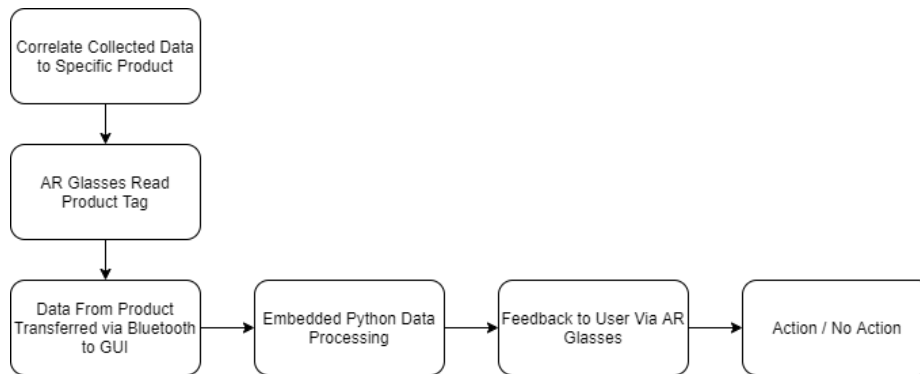 Correlate Collected Data
to Specific Product
AR Glasses Read
Product Tag
Data From Product
Transferred via Bluetooth
to GUI
Embedded Python Data
Processing
Feedback to User Via AR
Glasses
Action / No Action